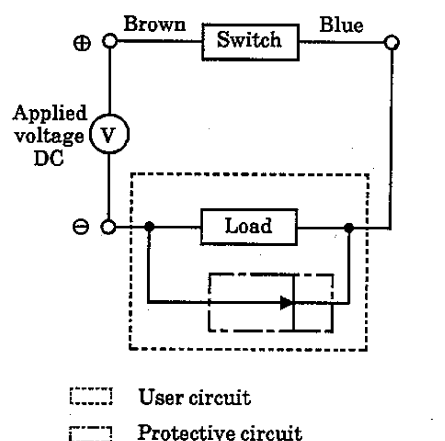 ⊕ Brown Switch Blue
Applied
voltage
DC
V
⊖ Load
User circuit
Protective circuit